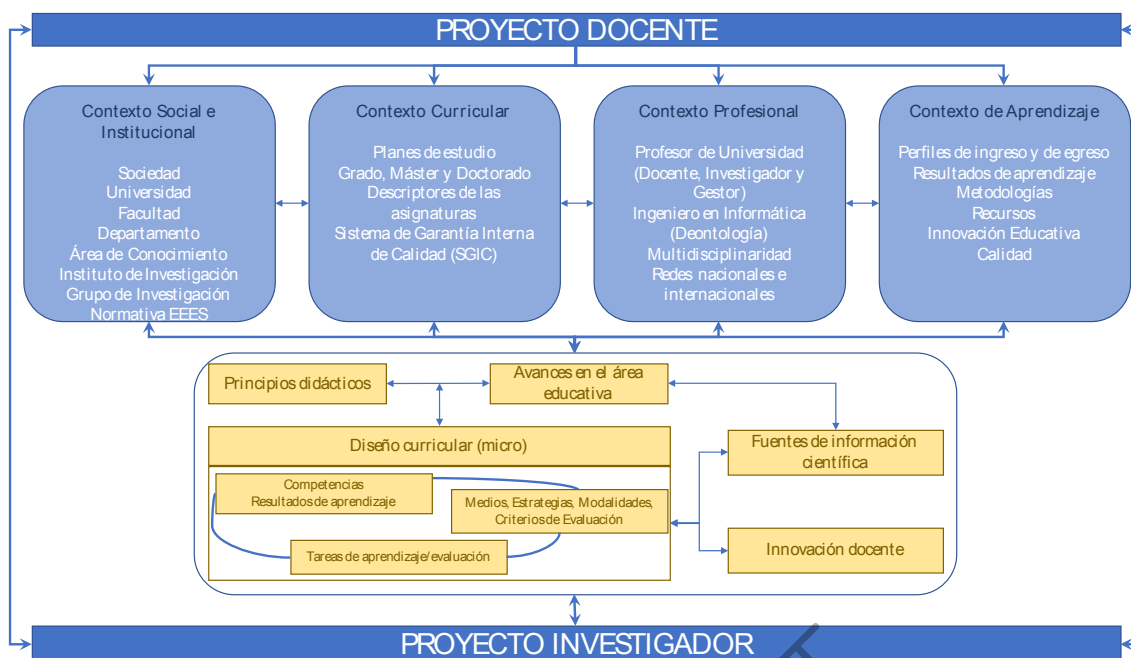 PROYECTO DOCENTE
Contexto Social e
Institucional
Sociedad
Universidad
Facultad
Departamento
Área de Conocimiento
Instituto de Investigación
Grupo de Investigación
Normativa EEES
Contexto Curricular
Planes de estudio
Grado, Máster y Doctorado
Descriptores de las
asignaturas
Sistema de Garantía Interna
de Calidad (SGIC)
Contexto Profesional
Profesor de Universidad
(Docente, Investigador y
Gestor)
Ingeniero en Informática
(Deontología)
Multidisciplinaridad
Redes nacionales e
internacionales
Contexto de Aprendizaje
Perfiles de ingreso y de egreso
Resultados de aprendizaje
Metodologías
Recursos
Innovación Educativa
Calidad
Principios didácticos
Avances en el área
educativa
Diseño curricular (micro)
Fuentes de información
científica
Competencias
Resultados de aprendizaje
Medios, Estrategias, Modalidades,
Criterios de Evaluación
Tareas de aprendizaje/evaluación
Innovación docente
PROYECTO INVESTIGADOR